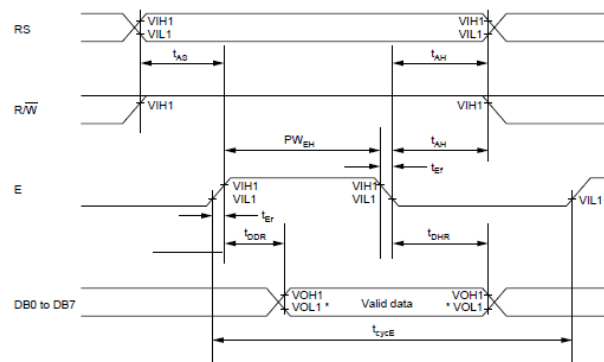 RS
VIH1
VIL1
VIH1
VIL1
tAS
tAH
R/W̅
VIH1
VIH1
PWEH
tAH
tEf
E
VIH1
VIL1
VIH1
VIL1
VIL1
tEr
tDDR
tDHR
DB0 to DB7
VOH1
VOL1 *
Valid data
VOH1
* VOL1
tcycE